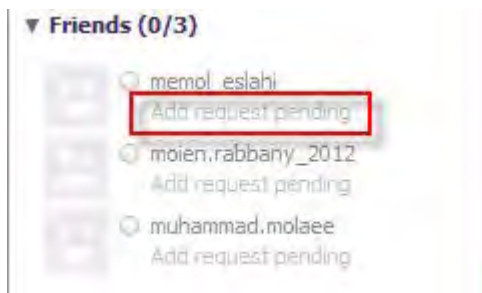 ▼ Friends (0/3)
memol_eslahi
Add request pending
moien.rabbany_2012
Add request pending
muhammad.molaee
Add request pending